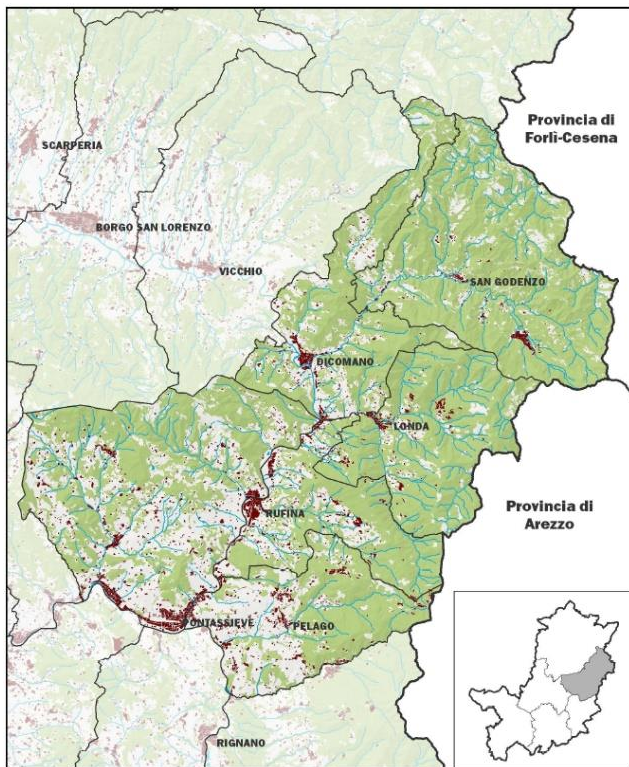 Provincia di
Forlì-Cesena
SCARPERIA
BORGO SAN LORENZO
VICCHIO
SAN GODENZO
DICOMANO
LONDA
Provincia di
Arezzo
RUFINA
PONTASSIEVE
PELAGO
RIGNANO